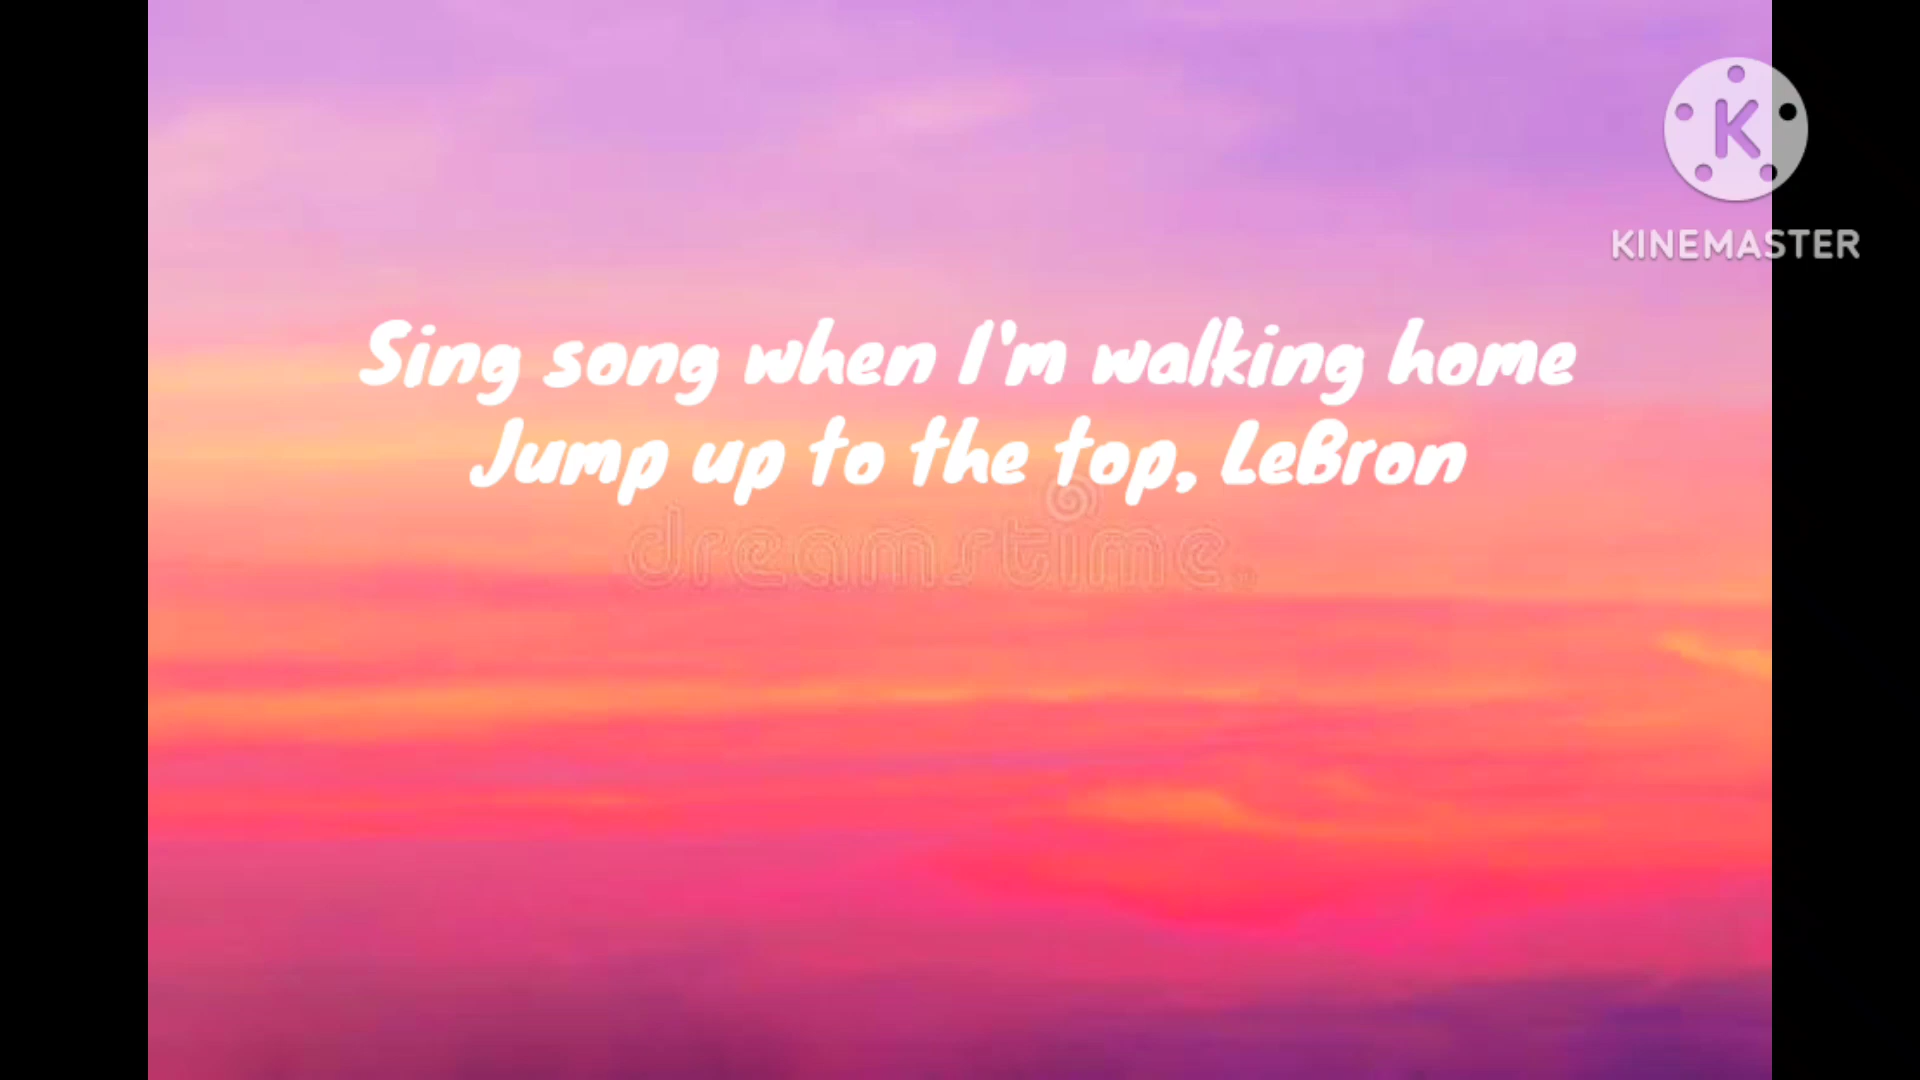 K
KINEMASTER
Sing song when I'm walking home
Jump up to the top, LeBron
dreamstime.